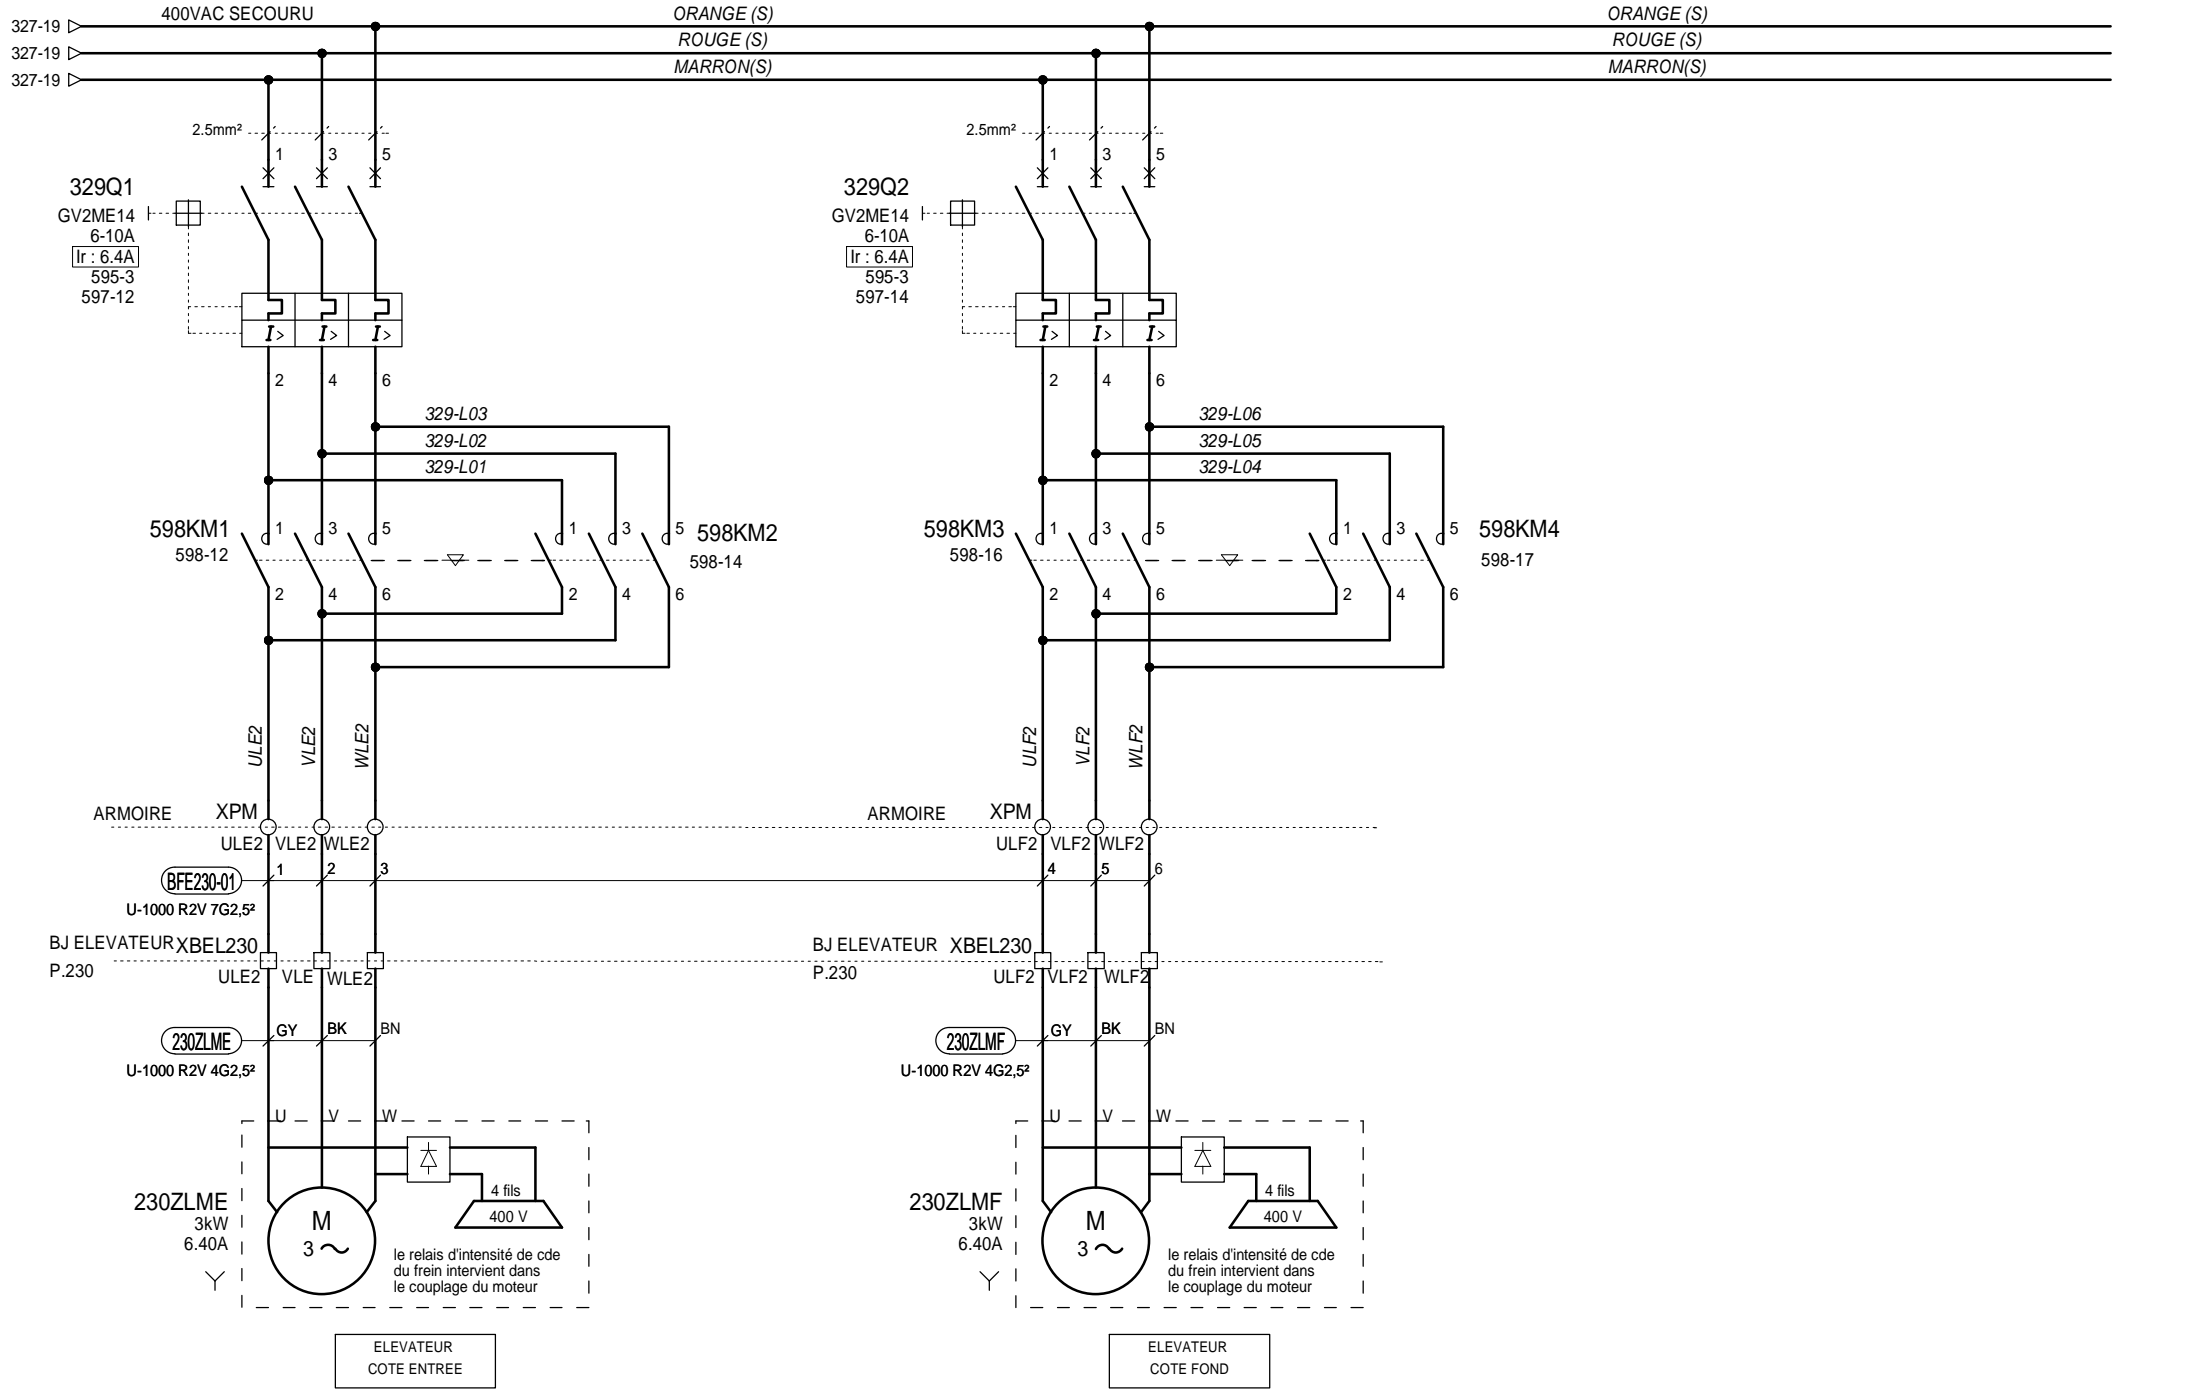 400VAC SECOURU
ORANGE (S)
ORANGE (S)
327-19
ROUGE (S)
ROUGE (S)
327-19
MARRON(S)
MARRON(S)
327-19
2.5mm²
1 3 5
329Q1
GV2ME14
6-10A
Ir : 6.4A
595-3
597-12
I> I> I>
2 4 6
2.5mm²
1 3 5
329Q2
GV2ME14
6-10A
Ir : 6.4A
595-3
597-14
I> I> I>
2 4 6
329-L03
329-L02
329-L01
329-L06
329-L05
329-L04
598KM1
598-12
1 3 5
2 4 6
1 3 5
2 4 6
598KM2
598-14
598KM3
598-16
1 3 5
2 4 6
1 3 5
2 4 6
598KM4
598-17
ULE2
VLE2
WLE2
ULF2
VLF2
WLF2
ARMOIRE XPM
ULE2 VLE2 WLE2
ARMOIRE XPM
ULF2 VLF2 WLF2
BFE230-01
1 2 3
4 5 6
U-1000 R2V 7G2,5²
BJ ELEVATEUR XBEL230
P.230
ULE2 VLE WLE2
BJ ELEVATEUR XBEL230
P.230
ULF2 VLF2 WLF2
230ZLME
GY BK BN
U-1000 R2V 4G2,5²
230ZLMF
GY BK BN
U-1000 R2V 4G2,5²
U V W
230ZLME
3kW
6.40A
M
3
4 fils
400 V
le relais d'intensité de cde
du frein intervient dans
le couplage du moteur
U V W
230ZLMF
3kW
6.40A
M
3
4 fils
400 V
le relais d'intensité de cde
du frein intervient dans
le couplage du moteur
ELEVATEUR
COTE ENTREE
ELEVATEUR
COTE FOND